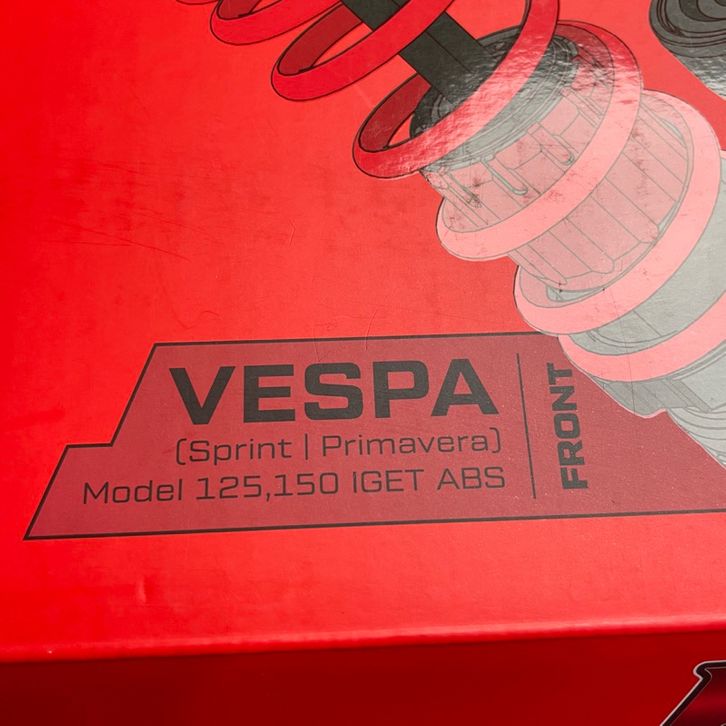 VESPA
(Sprint | Primavera)
Model 125,150 IGET ABS
FRONT